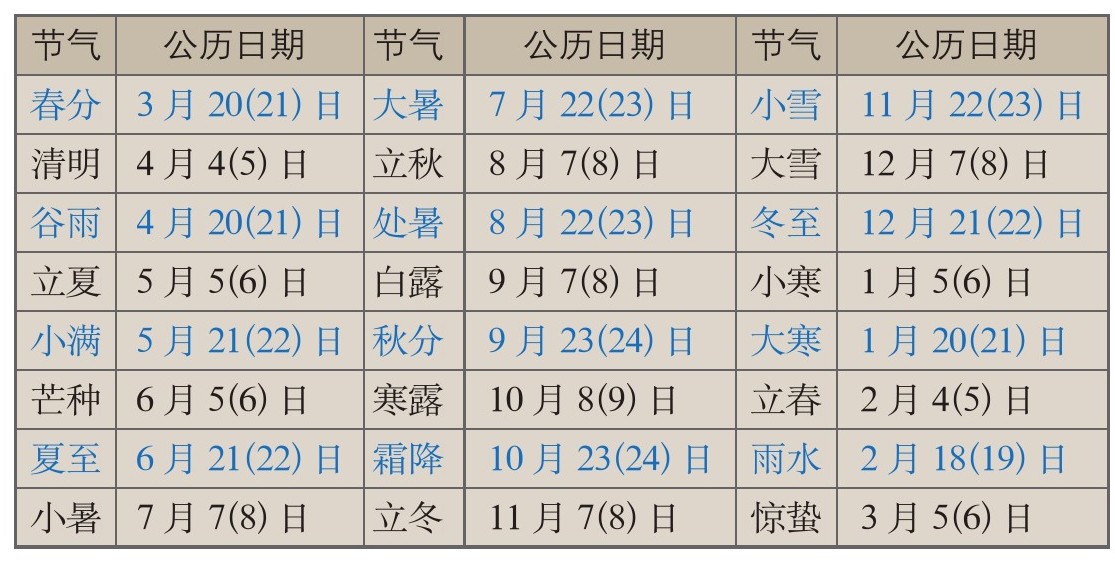 节气 公历日期 节气 公历日期 节气 公历日期
春分 3 月 20(21) 日 大暑 7 月 22(23) 日 小雪 11 月 22(23) 日
清明 4 月 4(5) 日 立秋 8 月 7(8) 日 大雪 12 月 7(8) 日
谷雨 4 月 20(21) 日 处暑 8 月 22(23) 日 冬至 12 月 21(22) 日
立夏 5 月 5(6) 日 白露 9 月 7(8) 日 小寒 1 月 5(6) 日
小满 5 月 21(22) 日 秋分 9 月 23(24) 日 大寒 1 月 20(21) 日
芒种 6 月 5(6) 日 寒露 10 月 8(9) 日 立春 2 月 4(5) 日
夏至 6 月 21(22) 日 霜降 10 月 23(24) 日 雨水 2 月 18(19) 日
小暑 7 月 7(8) 日 立冬 11 月 7(8) 日 惊蛰 3 月 5(6) 日